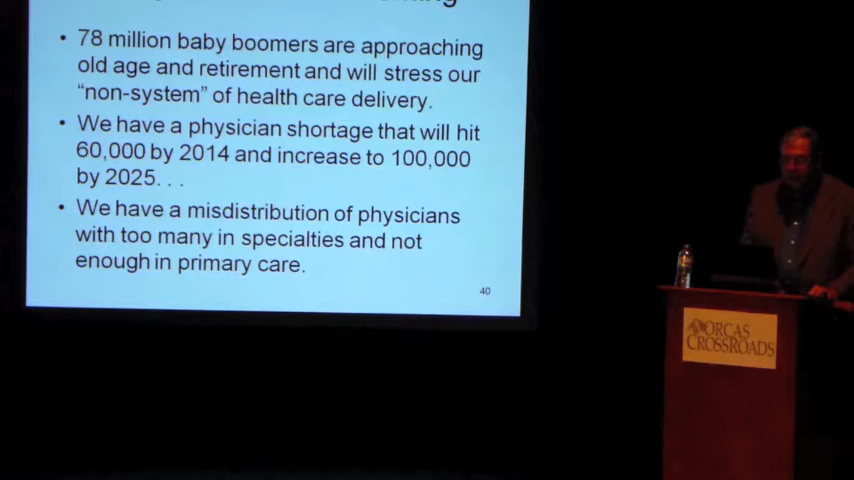 • 78 million baby boomers are approaching
old age and retirement and will stress our
“non-system” of health care delivery.
• We have a physician shortage that will hit
60,000 by 2014 and increase to 100,000
by 2025. . .
• We have a misdistribution of physicians
with too many in specialties and not
enough in primary care.
40
ORCAS
CROSSROADS